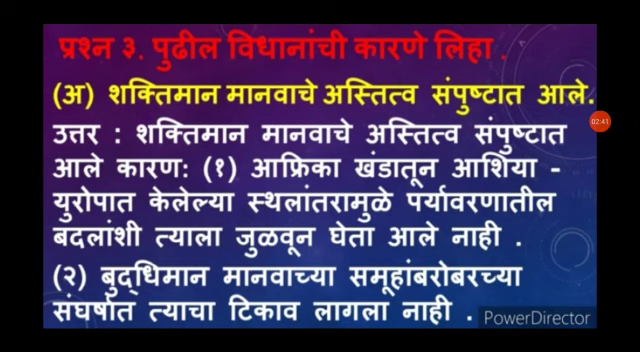 प्रश्न ३. पुढील विधानांची कारणे लिहा .
(अ) शक्तिमान मानवाचे अस्तित्व संपुष्टात आले.
02:41
उत्तर : शक्तिमान मानवाचे अस्तित्व संपुष्टात
आले कारण: (१) आफ्रिका खंडातून आशिया -
युरोपात केलेल्या स्थलांतरामुळे पर्यावरणातील
बदलांशी त्याला जुळवून घेता आले नाही .
(२) बुद्धिमान मानवाच्या समूहांबरोबरच्या
संघर्षात त्याचा टिकाव लागला नाही .
PowerDirector